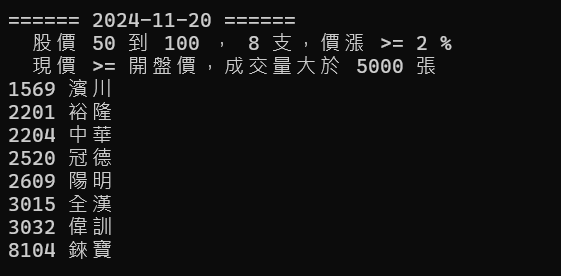 ====== 2024-11-20 ======
股價 50 到 100 , 8 支,價漲 >= 2 %
現價 >= 開盤價,成交量大於 5000 張
1569 濱川
2201 裕隆
2204 中華
2520 冠德
2609 陽明
3015 全漢
3032 偉訓
8104 錸寶